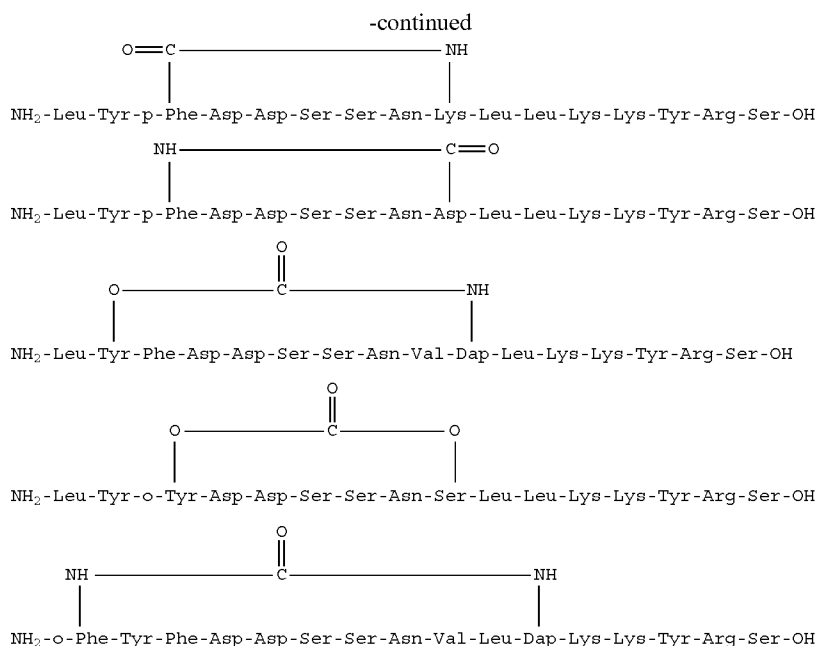 -continued
O=C NH
NH₂-Leu-Tyr-p-Phe-Asp-Asp-Ser-Ser-Asn-Lys-Leu-Leu-Lys-Lys-Tyr-Arg-Ser-OH
NH C=O
NH₂-Leu-Tyr-p-Phe-Asp-Asp-Ser-Ser-Asn-Asp-Leu-Leu-Lys-Lys-Tyr-Arg-Ser-OH
O
O C NH
NH₂-Leu-Tyr-Phe-Asp-Asp-Ser-Ser-Asn-Val-Dap-Leu-Lys-Lys-Tyr-Arg-Ser-OH
O
O C O
NH₂-Leu-Tyr-o-Tyr-Asp-Asp-Ser-Ser-Asn-Ser-Leu-Leu-Lys-Lys-Tyr-Arg-Ser-OH
O
NH C NH
NH₂-o-Phe-Tyr-Phe-Asp-Asp-Ser-Ser-Asn-Val-Leu-Dap-Lys-Lys-Tyr-Arg-Ser-OH